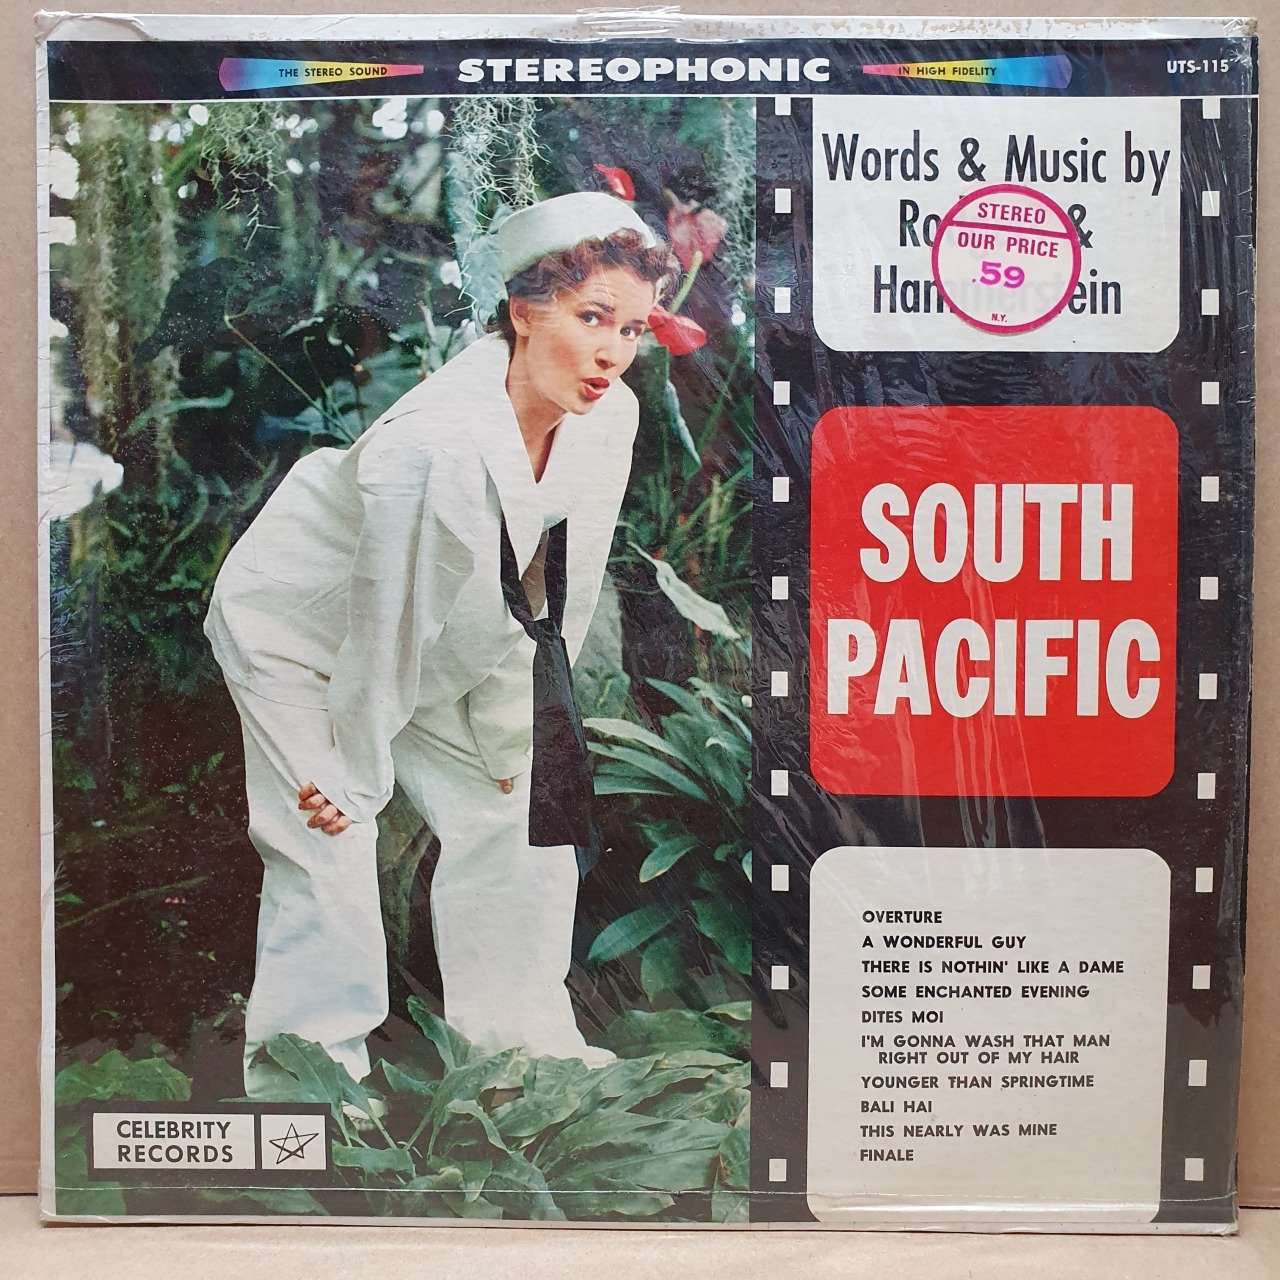 THE STEREO SOUND
STEREOPHONIC
IN HIGH FIDELITY
UTS-115
Words & Music by
&
STEREO
OUR PRICE
.59
N.Y.
SOUTH
PACIFIC
OVERTURE
A WONDERFUL GUY
THERE IS NOTHIN' LIKE A DAME
SOME ENCHANTED EVENING
DITES MOI
I'M GONNA WASH THAT MAN
RIGHT OUT OF MY HAIR
YOUNGER THAN SPRINGTIME
BALI HAI
THIS NEARLY WAS MINE
FINALE
CELEBRITY
RECORDS